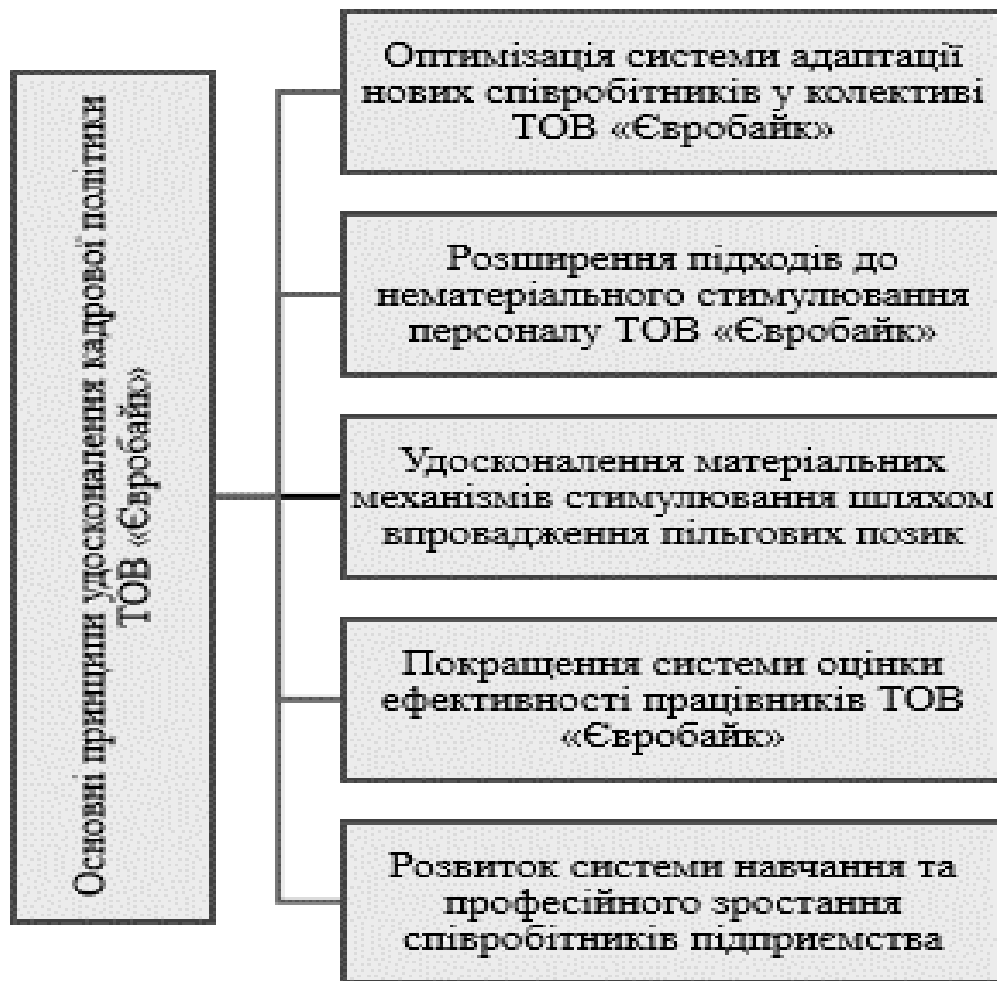 Основні принципи удосконалення кадрової політики
ТОВ «Євробайк»
Оптимізація системи адаптації
нових співробітників у колективі
ТОВ «Євробайк»
Розширення підходів до
нематеріального стимулювання
персоналу ТОВ «Євробайк»
Удосконалення матеріальних
механізмів стимулювання шляхом
впровадження пільгових позик
Покращення системи оцінки
ефективності працівників ТОВ
«Євробайк»
Розвиток системи навчання та
професійного зростання
співробітників підприємства